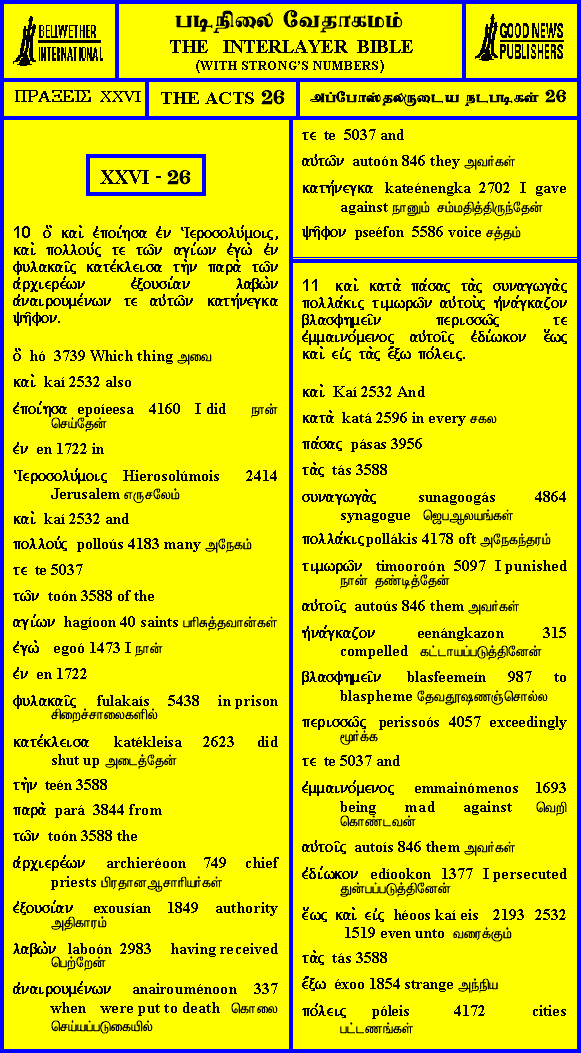 BELLWETHER
INTERNATIONAL
படிநிலை வேதாகமம்
THE INTERLAYER BIBLE
(WITH STRONG'S NUMBERS)
GOOD NEWS
PUBLISHERS
ΠΡΑΞΕΙΣ XXVI
THE ACTS 26
அப்போஸ்தலருடைய நடபடிகள் 26
XXVI - 26
10 ὃ καὶ ἐποίησα ἐν Ἱεροσολύμοις,
καὶ πολλούς τε τῶν ἁγίων ἐγὼ ἐν
φυλακαῖς κατέκλεισα τὴν παρὰ τῶν
ἀρχιερέων ἐξουσίαν λαβὼν
ἀναιρουμένων τε αὐτῶν κατήνεγκα
ψῆφον.
ὃ hó 3739 Which thing அவை
καὶ kaí 2532 also
ἐποίησα epoíeesa 4160 I did நான்
செய்தேன்
ἐν en 1722 in
Ἱεροσολύμοις Hierosolúmois 2414
Jerusalem எருசலேம்
καὶ kaí 2532 and
πολλούς polloús 4183 many அநேகம்
τε te 5037
τῶν toón 3588 of the
ἁγίων hagíoon 40 saints பரிசுத்தவான்கள்
ἐγὼ egoó 1473 I நான்
ἐν en 1722
φυλακαῖς fulakaís 5438 in prison
சிறைச்சாலைகளில்
κατέκλεισα katékleisa 2623 did
shut up அடைத்தேன்
τὴν teén 3588
παρὰ pará 3844 from
τῶν toón 3588 the
ἀρχιερέων archieréoon 749 chief
priests பிரதானஆசாரியர்கள்
ἐξουσίαν exousían 1849 authority
அதிகாரம்
λαβὼν laboón 2983 having received
பெற்றேன்
ἀναιρουμένων anairouménoon 337
when were put to death கொலை
செய்யப்படுகையில்
τε te 5037 and
αὐτῶν autoón 846 they அவர்கள்
κατήνεγκα kateénengka 2702 I gave
against நானும் சம்மதித்திருந்தேன்
ψῆφον pseéfon 5586 voice சத்தம்
11 καὶ κατὰ πάσας τὰς συναγωγὰς
πολλάκις τιμωρῶν αὐτοὺς ἠνάγκαζον
βλασφημεῖν περισσῶς τε
ἐμμαινόμενος αὐτοῖς ἐδίωκον ἕως
καὶ εἰς τὰς ἔξω πόλεις.
καὶ Kaí 2532 And
κατὰ katá 2596 in every சகல
πάσας pásas 3956
τὰς tás 3588
συναγωγὰς sunagoogás 4864
synagogue ஜெபஆலயங்கள்
πολλάκις pollákis 4178 oft அநேகந்தரம்
τιμωρῶν timooroón 5097 I punished
நான் தண்டித்தேன்
αὐτοῖς autoús 846 them அவர்கள்
ἠνάγκαζον eenángkazon 315
compelled கட்டாயப்படுத்தினேன்
βλασφημεῖν blasfeemeín 987 to
blaspheme தேவதூஷணஞ்சொல்ல
περισσῶς perissoós 4057 exceedingly
மூர்க்க
τε te 5037 and
ἐμμαινόμενος emmainómenos 1693
being mad against வெறி
கொண்டவன்
αὐτοῖς autoís 846 them அவர்கள்
ἐδίωκον edíookon 1377 I persecuted
துன்பப்படுத்தினேன்
ἕως καὶ εἰς héoos kaí eis 2193 2532
1519 even unto வரைக்கும்
τὰς tás 3588
ἔξω éxoo 1854 strange அந்நிய
πόλεις póleis 4172 cities
பட்டணங்கள்